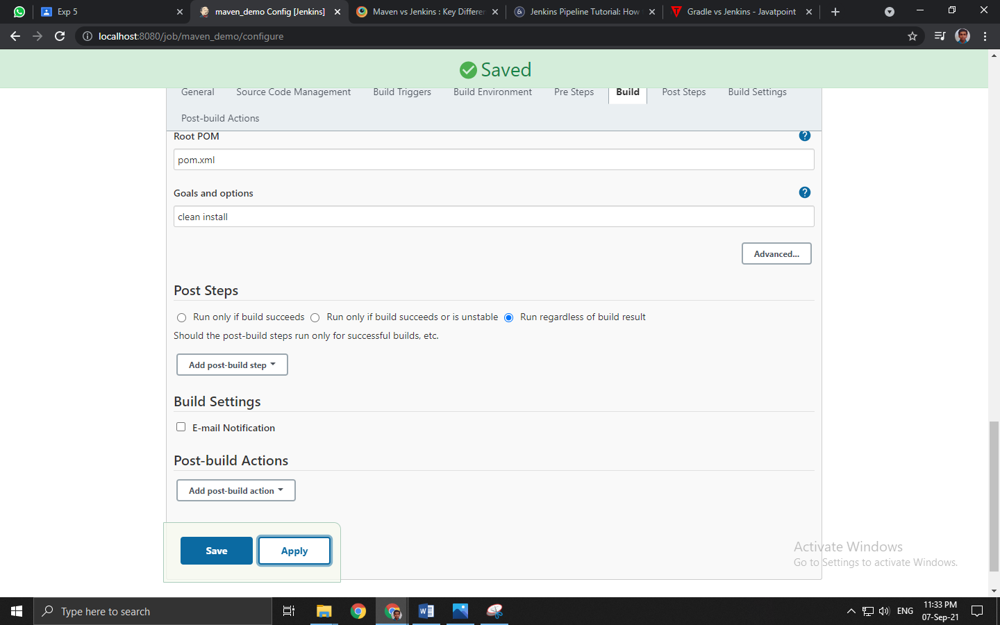 Exp 5
maven_demo Config [Jenkins]
Maven vs Jenkins : Key Differen
Jenkins Pipeline Tutorial: How
Gradle vs Jenkins - Javatpoint
localhost:8080/job/maven_demo/configure
Saved
General Source Code Management Build Triggers Build Environment Pre Steps Build Post Steps Build Settings
Post-build Actions
Root POM
?
pom.xml
Goals and options
?
clean install
Advanced...
Post Steps
Run only if build succeeds Run only if build succeeds or is unstable Run regardless of build result
Should the post-build steps run only for successful builds, etc.
Add post-build step
Build Settings
E-mail Notification
Post-build Actions
Add post-build action
Save Apply
Activate Windows
Go to Settings to activate Windows.
Type here to search
ENG
11:33 PM
07-Sep-21